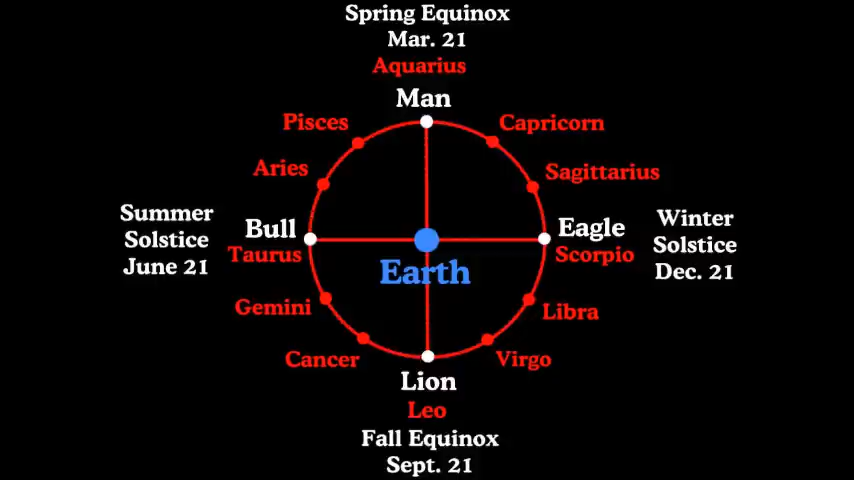 Spring Equinox
Mar. 21
Aquarius
Man
Pisces
Capricorn
Aries
Sagittarius
Summer
Solstice
June 21
Bull
Taurus
Eagle
Scorpio
Winter
Solstice
Dec. 21
Earth
Gemini
Libra
Cancer
Virgo
Lion
Leo
Fall Equinox
Sept. 21